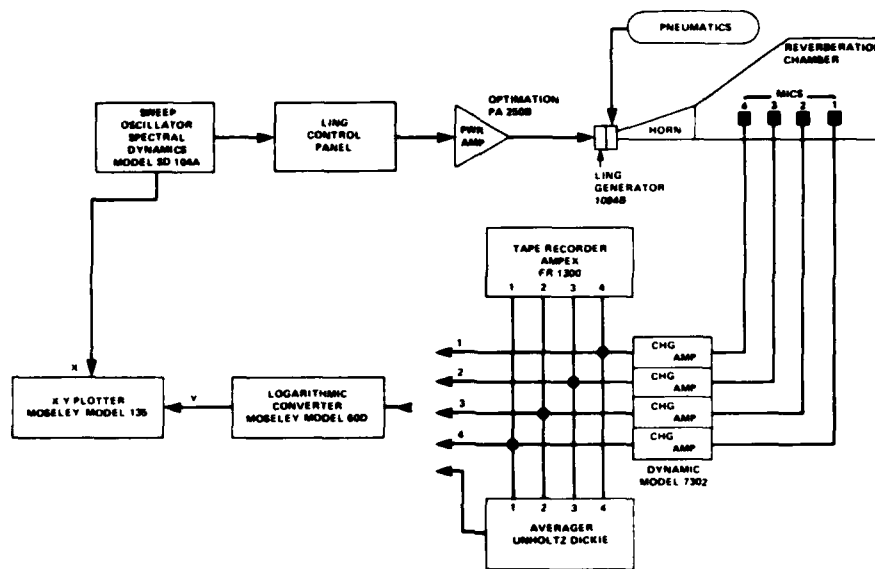 PNEUMATICS
REVERBERATION
CHAMBER
MICS
4 3 2 1
OPTIMATION
PA 250B
SWEEP
OSCILLATOR
SPECTRAL
DYNAMICS
MODEL SD 104A
LING
CONTROL
PANEL
PWR
AMP
HORN
LING
GENERATOR
1094B
TAPE RECORDER
AMPEX
FR 1300
1 2 3 4
X
1
CHG
AMP
2
CHG
AMP
3
CHG
AMP
4
CHG
AMP
DYNAMIC
MODEL 7302
X Y PLOTTER
MOSELEY MODEL 135
Y
LOGARITHMIC
CONVERTER
MOSELEY MODEL 60D
1 2 3 4
AVERAGER
UNHOLTZ DICKIE